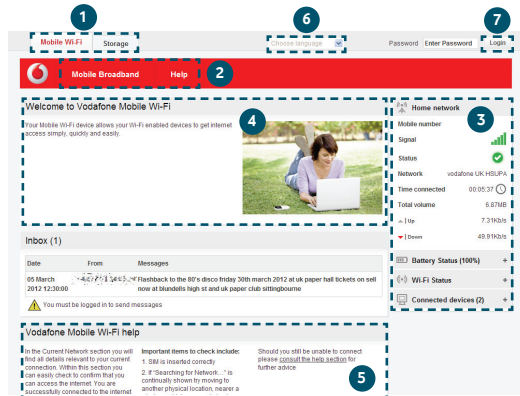 1
6
7
Mobile Wi-Fi Storage
Choose language
Password Enter Password Login
Mobile Broadband Help
2
Welcome to Vodafone Mobile Wi-Fi
Your Mobile Wi-Fi device allows your Wi-Fi enabled devices to get internet
access simply, quickly and easily.
4
Home network
3
Mobile number
Signal
Status
Network vodafone UK HSUPA
Time connected 00:05:37
Total volume 6.87MB
| Up 7.31Kb/s
| Down 49.91Kb/s
Battery Status (100%) +
Wi-Fi Status +
Connected devices (2) +
Inbox (1)
Date From Messages
05 March
2012 12:30:00
Flashback to the 80's disco friday 30th march 2012 at uk paper hall tickets on sell
now at blundells high st and uk paper club sittingbourne
You must be logged in to send messages
Vodafone Mobile Wi-Fi help
In the Current Network section you will
find all details relevant to your current
connection. Within this section you
can easily check to confirm that you
can access the internet. You are
successfully connected to the internet
Important items to check include:
1. SIM is inserted correctly
2. If "Searching for Network..." is
continually shown try moving to
another physical location, nearer a
Should you still be unable to connect
please consult the help section for
further advice
5